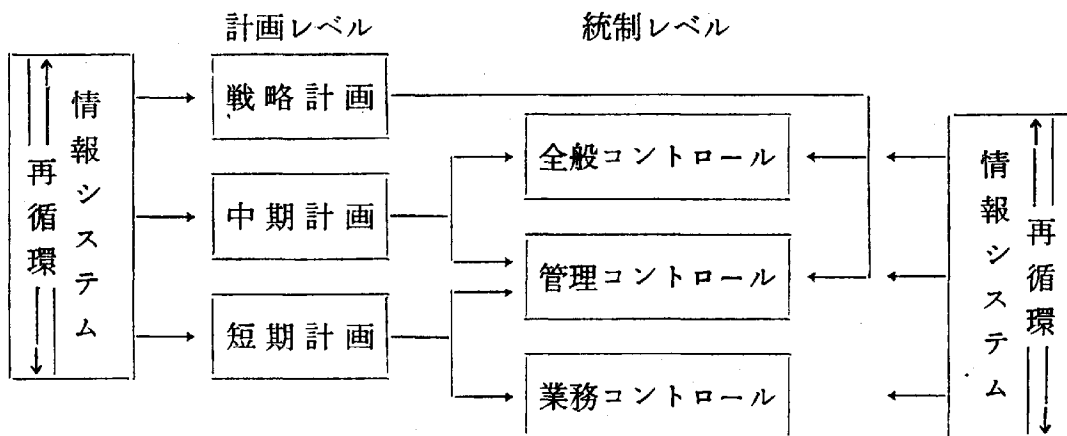 計画レベル
統制レベル
再循環
情報システム
戦略計画
中期計画
短期計画
全般コントロール
管理コントロール
業務コントロール
情報システム
再循環